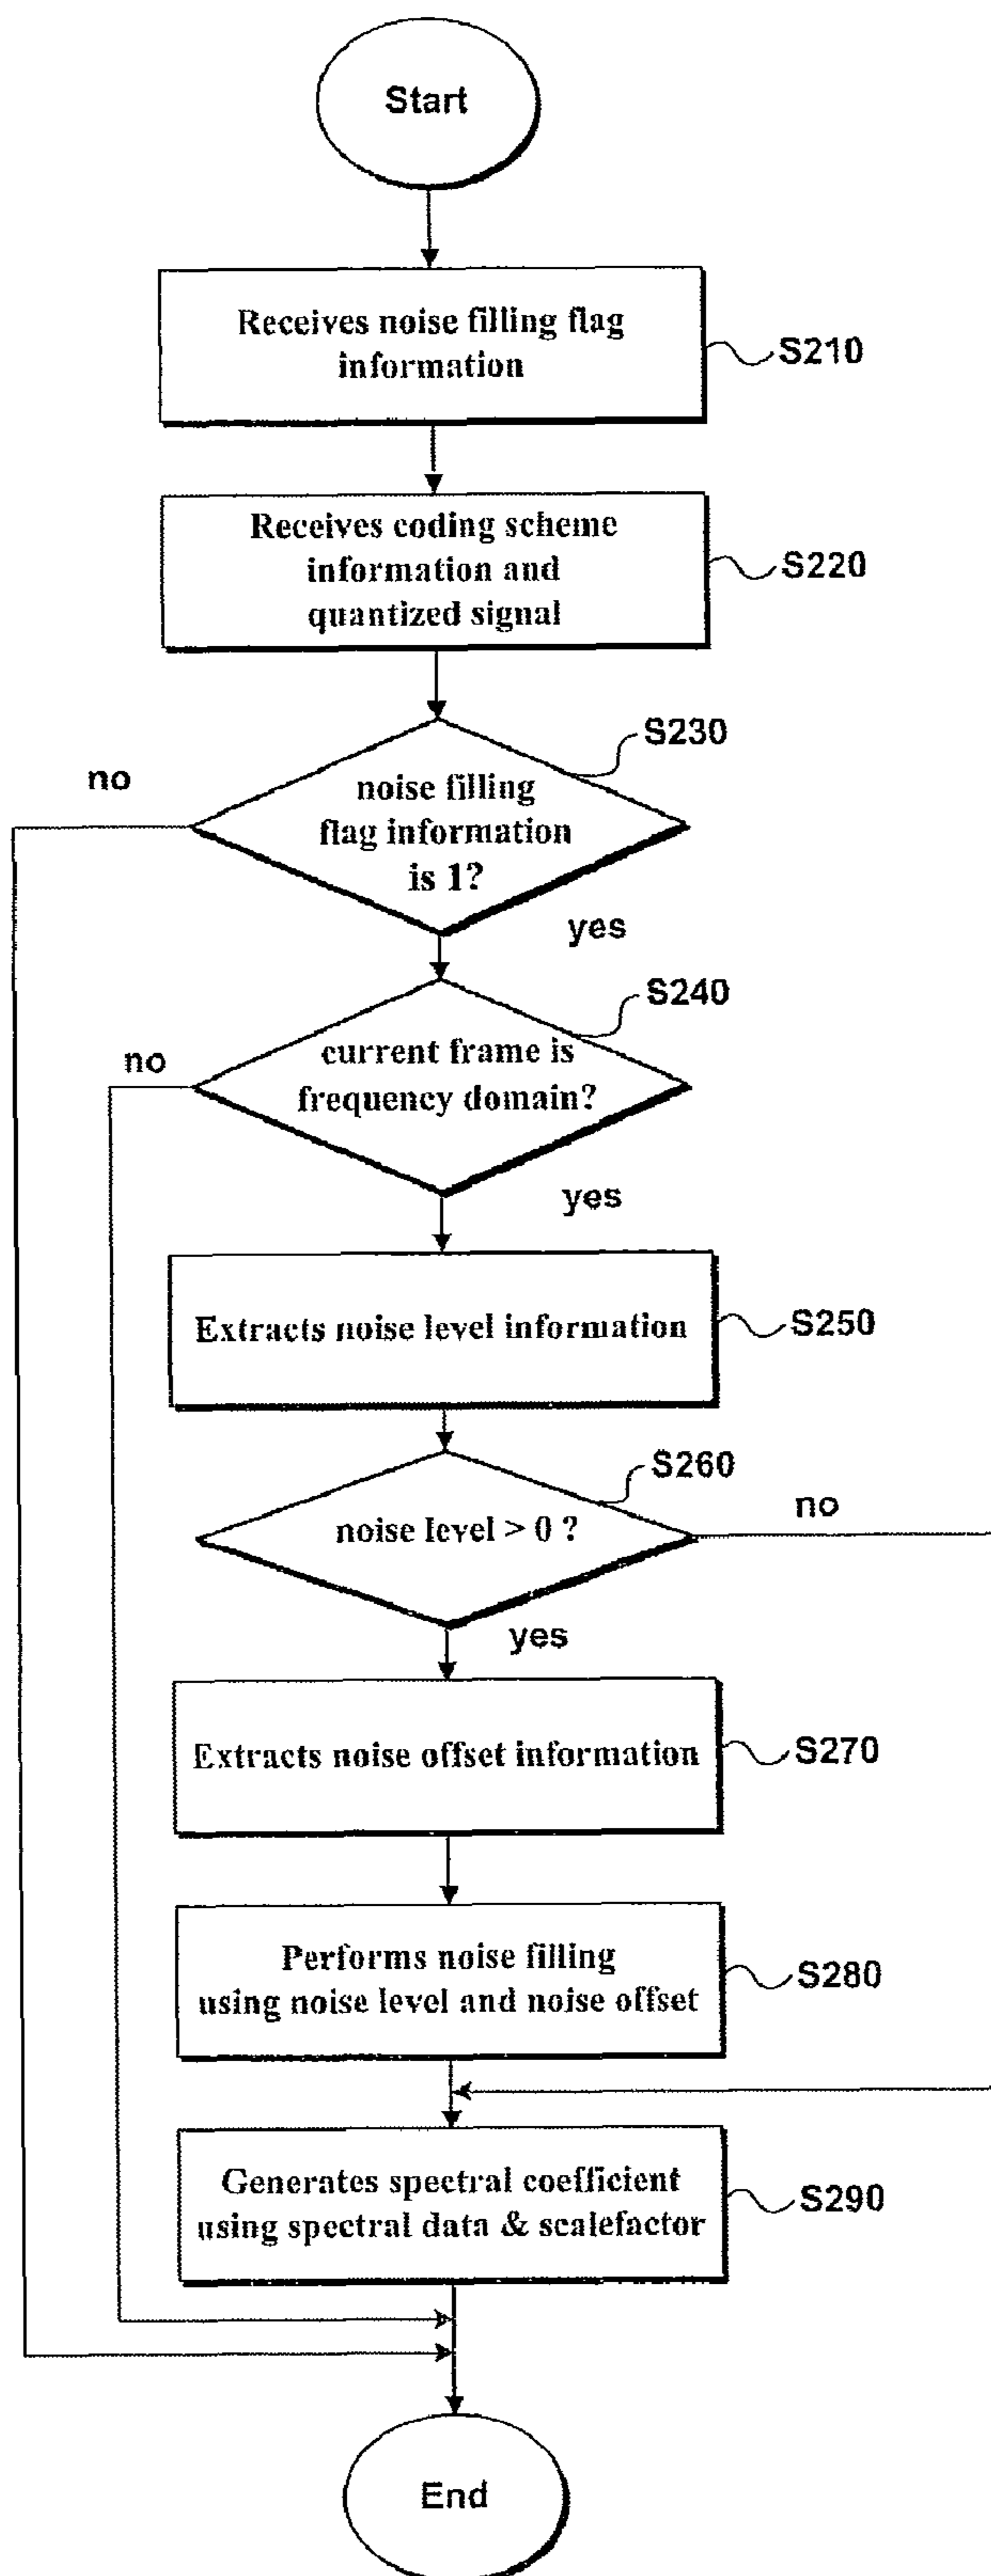 Start
Receives noise filling flag
information
S210
Receives coding scheme
information and
quantized signal
S220
S230
no
noise filling
flag information
is 1?
yes
S240
no
current frame is
frequency domain?
yes
Extracts noise level information
S250
S260
no
noise level > 0 ?
yes
Extracts noise offset information
S270
Performs noise filling
using noise level and noise offset
S280
Generates spectral coefficient
using spectral data & scalefactor
S290
End